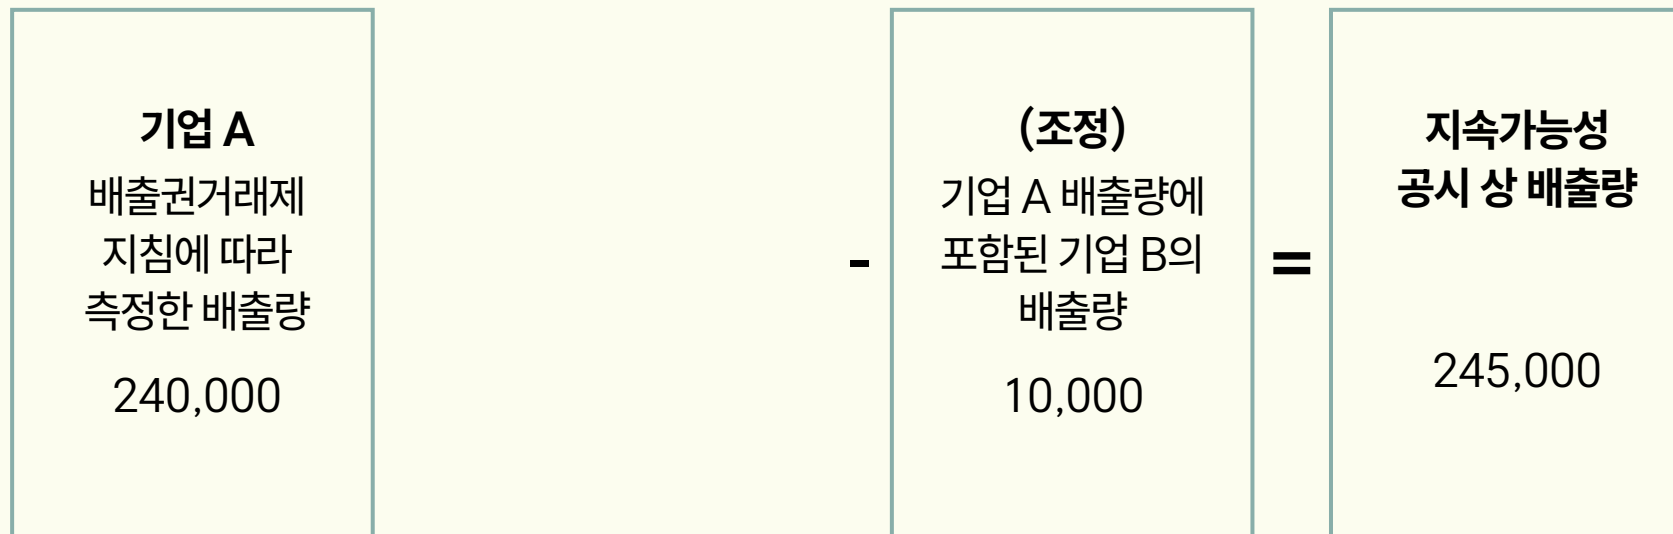 기업 A
배출권거래제
지침에 따라
측정한 배출량
240,000
-
(조정)
기업 A 배출량에
포함된 기업 B의
배출량
10,000
=
지속가능성
공시 상 배출량
245,000